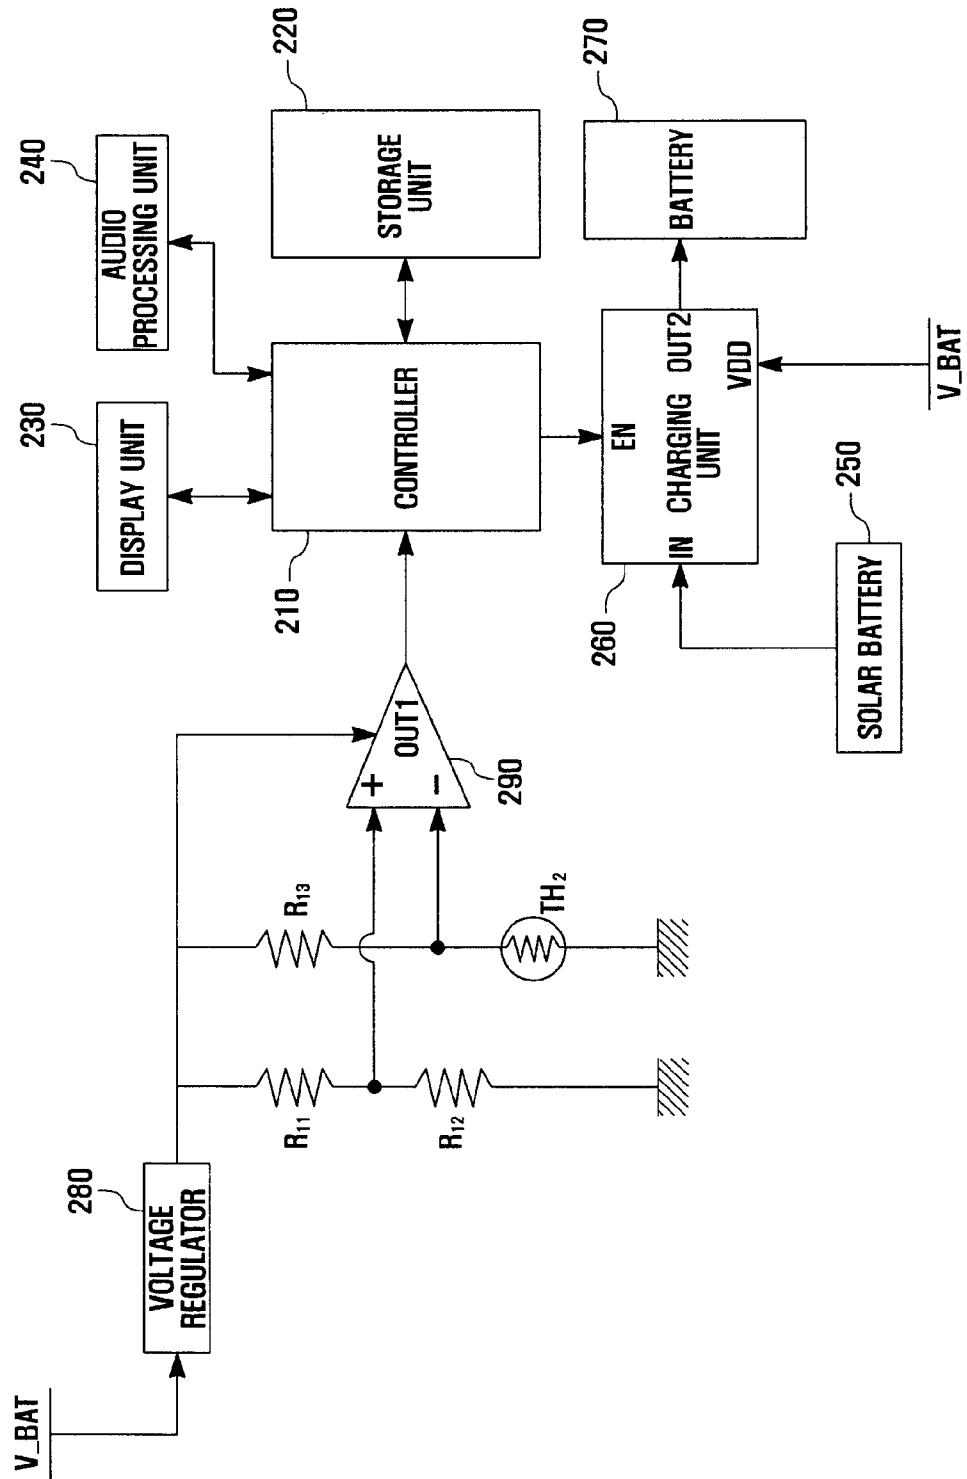 V_BAT
280
VOLTAGE
REGULATOR
R11
R12
R13
TH2
+
−
OUT1
290
230
DISPLAY UNIT
240
AUDIO
PROCESSING UNIT
210
CONTROLLER
220
STORAGE
UNIT
260
EN
IN
CHARGING
UNIT
OUT2
VDD
270
BATTERY
250
SOLAR BATTERY
V_BAT